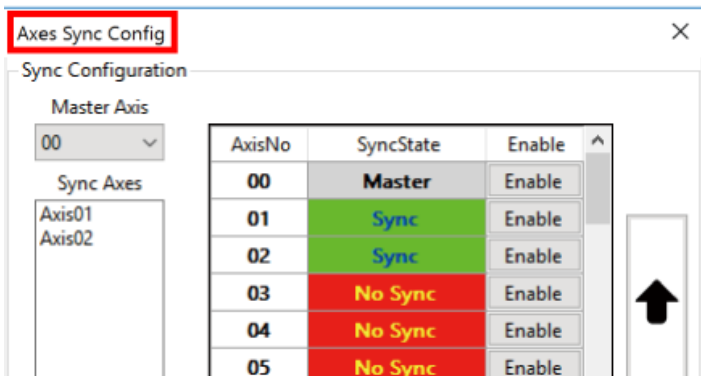 Axes Sync Config
Sync Configuration
Master Axis
00
Sync Axes
Axis01
Axis02
AxisNo SyncState Enable
00 Master Enable
01 Sync Enable
02 Sync Enable
03 No Sync Enable
04 No Sync Enable
05 No Sync Enable